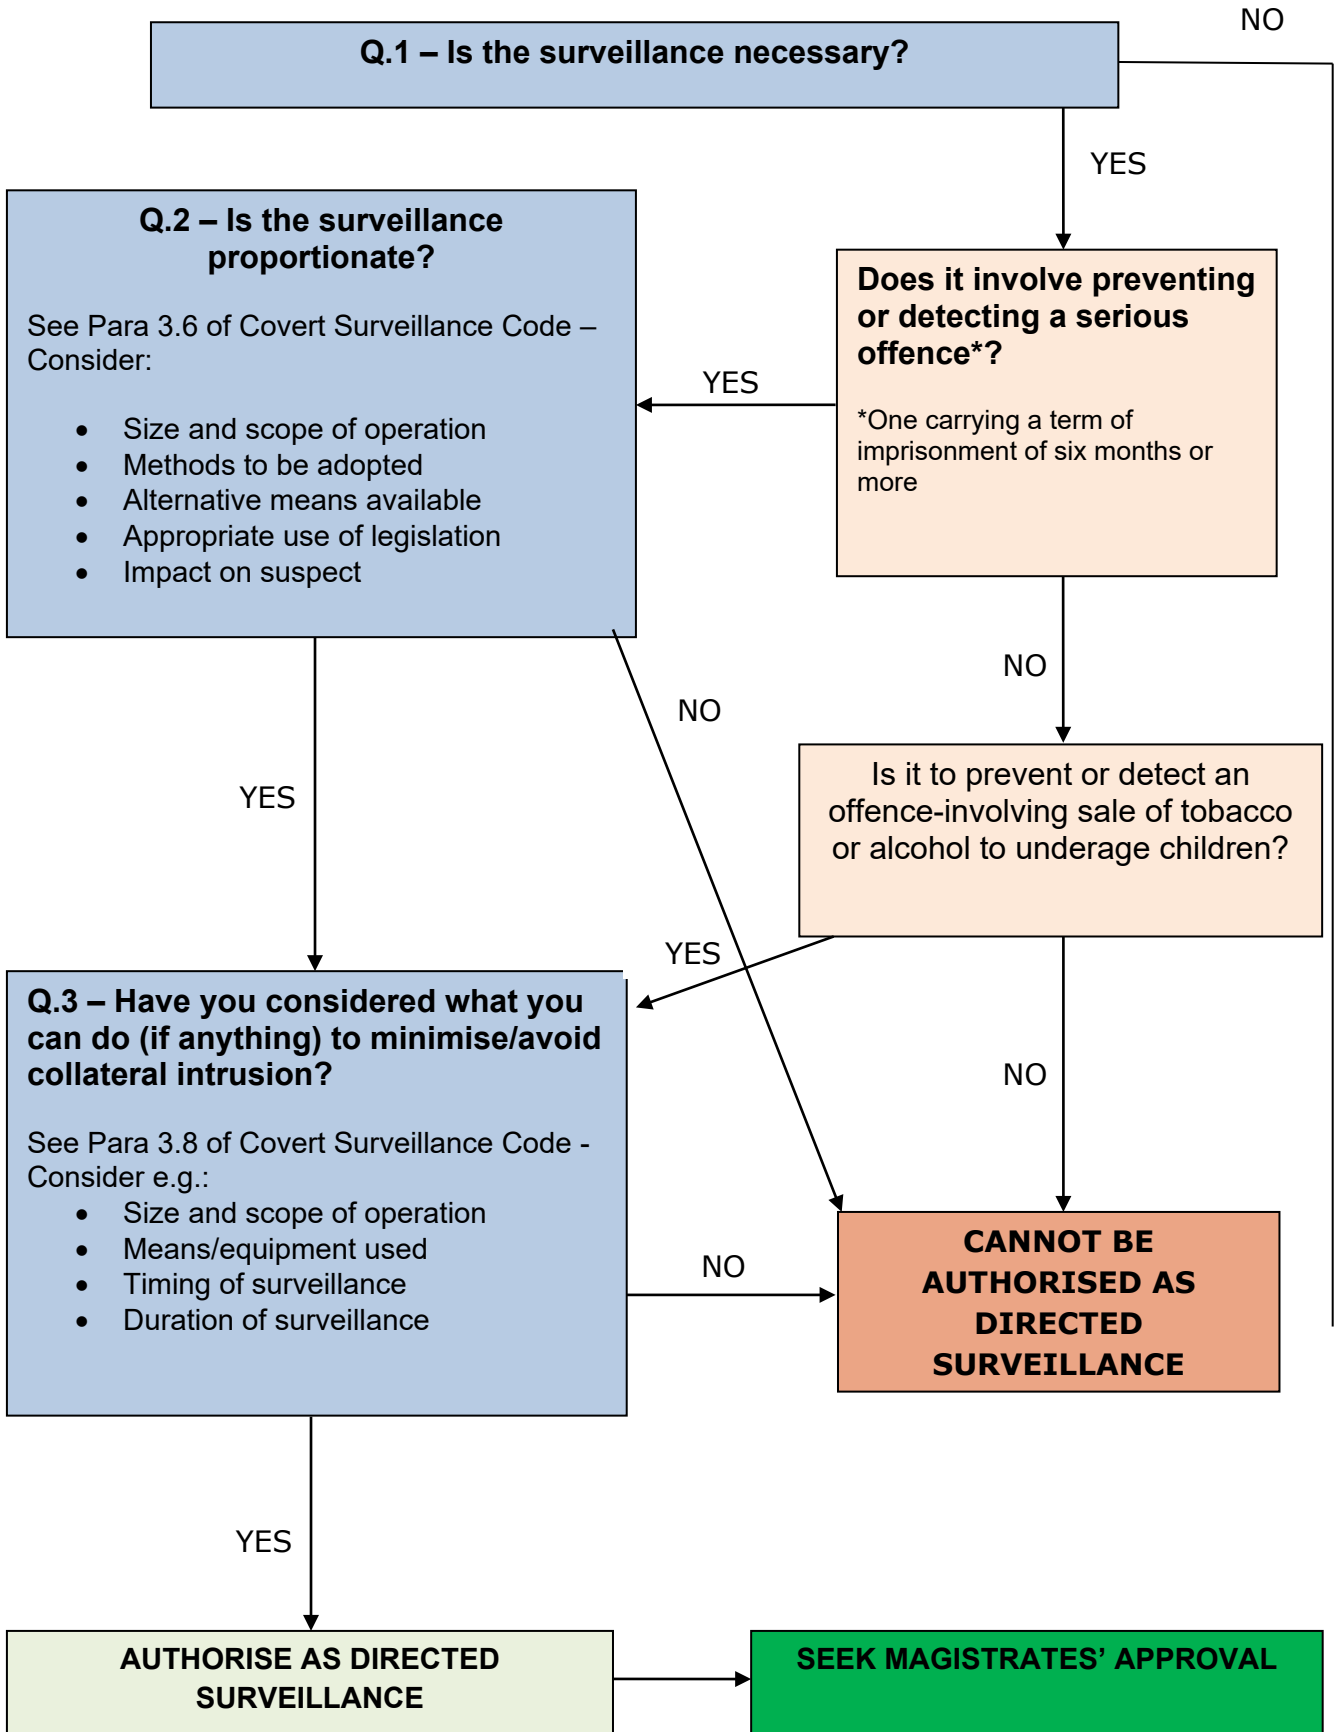 NO
Q.1 – Is the surveillance necessary?
YES
Q.2 – Is the surveillance
proportionate?
See Para 3.6 of Covert Surveillance Code –
Consider:
• Size and scope of operation
• Methods to be adopted
• Alternative means available
• Appropriate use of legislation
• Impact on suspect
YES
Does it involve preventing
or detecting a serious
offence*?
*One carrying a term of
imprisonment of six months or
more
NO
NO
Is it to prevent or detect an
offence-involving sale of tobacco
or alcohol to underage children?
YES
YES
NO
Q.3 – Have you considered what you
can do (if anything) to minimise/avoid
collateral intrusion?
See Para 3.8 of Covert Surveillance Code -
Consider e.g.:
• Size and scope of operation
• Means/equipment used
• Timing of surveillance
• Duration of surveillance
NO
CANNOT BE
AUTHORISED AS
DIRECTED
SURVEILLANCE
YES
AUTHORISE AS DIRECTED
SURVEILLANCE
SEEK MAGISTRATES’ APPROVAL